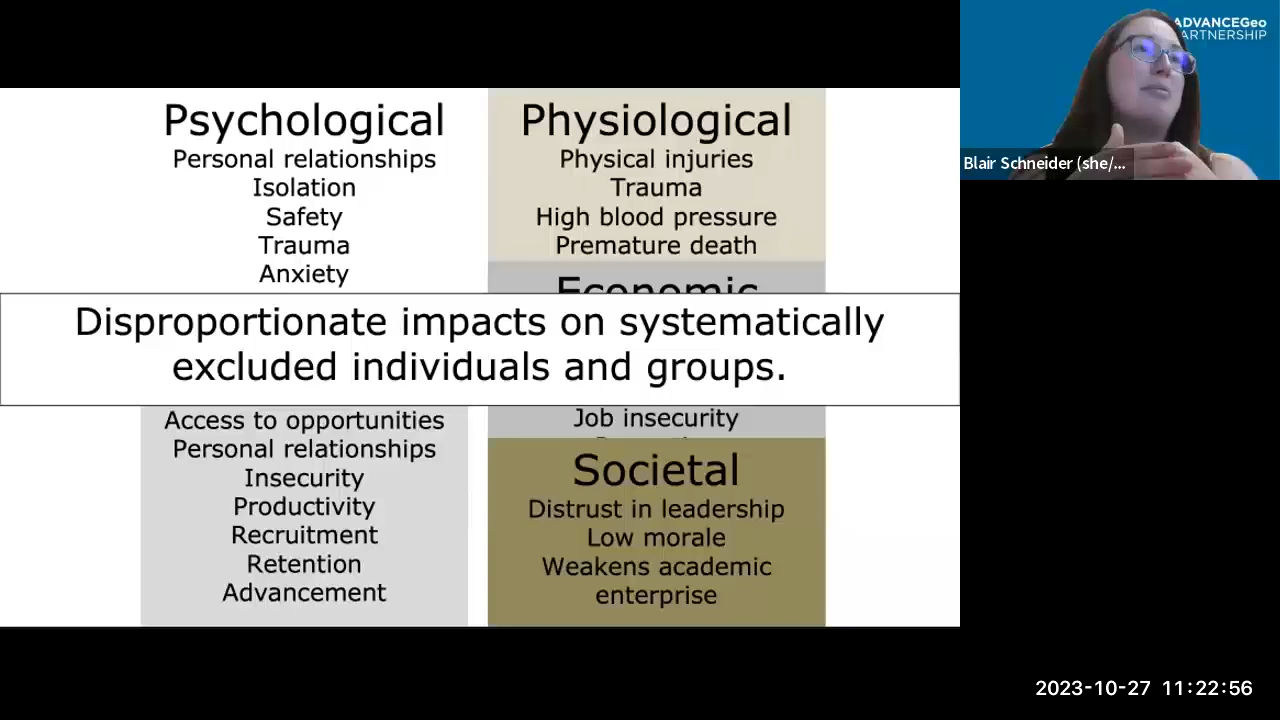 Psychological
Personal relationships
Isolation
Safety
Trauma
Anxiety
Physiological
Physical injuries
Trauma
High blood pressure
Premature death
Economic
Disproportionate impacts on systematically
excluded individuals and groups.
Access to opportunities
Personal relationships
Insecurity
Productivity
Recruitment
Retention
Advancement
Job insecurity
Societal
Distrust in leadership
Low morale
Weakens academic
enterprise
ADVANCEGeo
PARTNERSHIP
Blair Schneider (she/...
2023-10-27 11:22:56